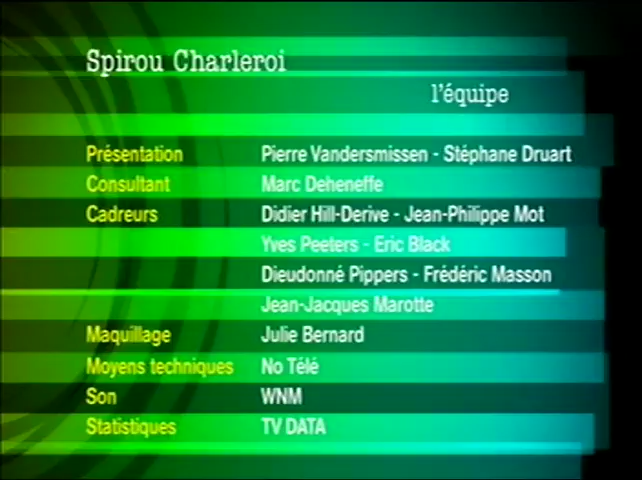 Spirou Charleroi
l'équipe
Présentation Pierre Vandersmissen - Stéphane Druart
Consultant Marc Deheneffe
Cadreurs Didier Hill-Derive - Jean-Philippe Mot
Yves Peeters - Eric Black
Dieudonné Pippers - Frédéric Masson
Jean-Jacques Marotte
Maquillage Julie Bernard
Moyens techniques No Télé
Son WNM
Statistiques TV DATA